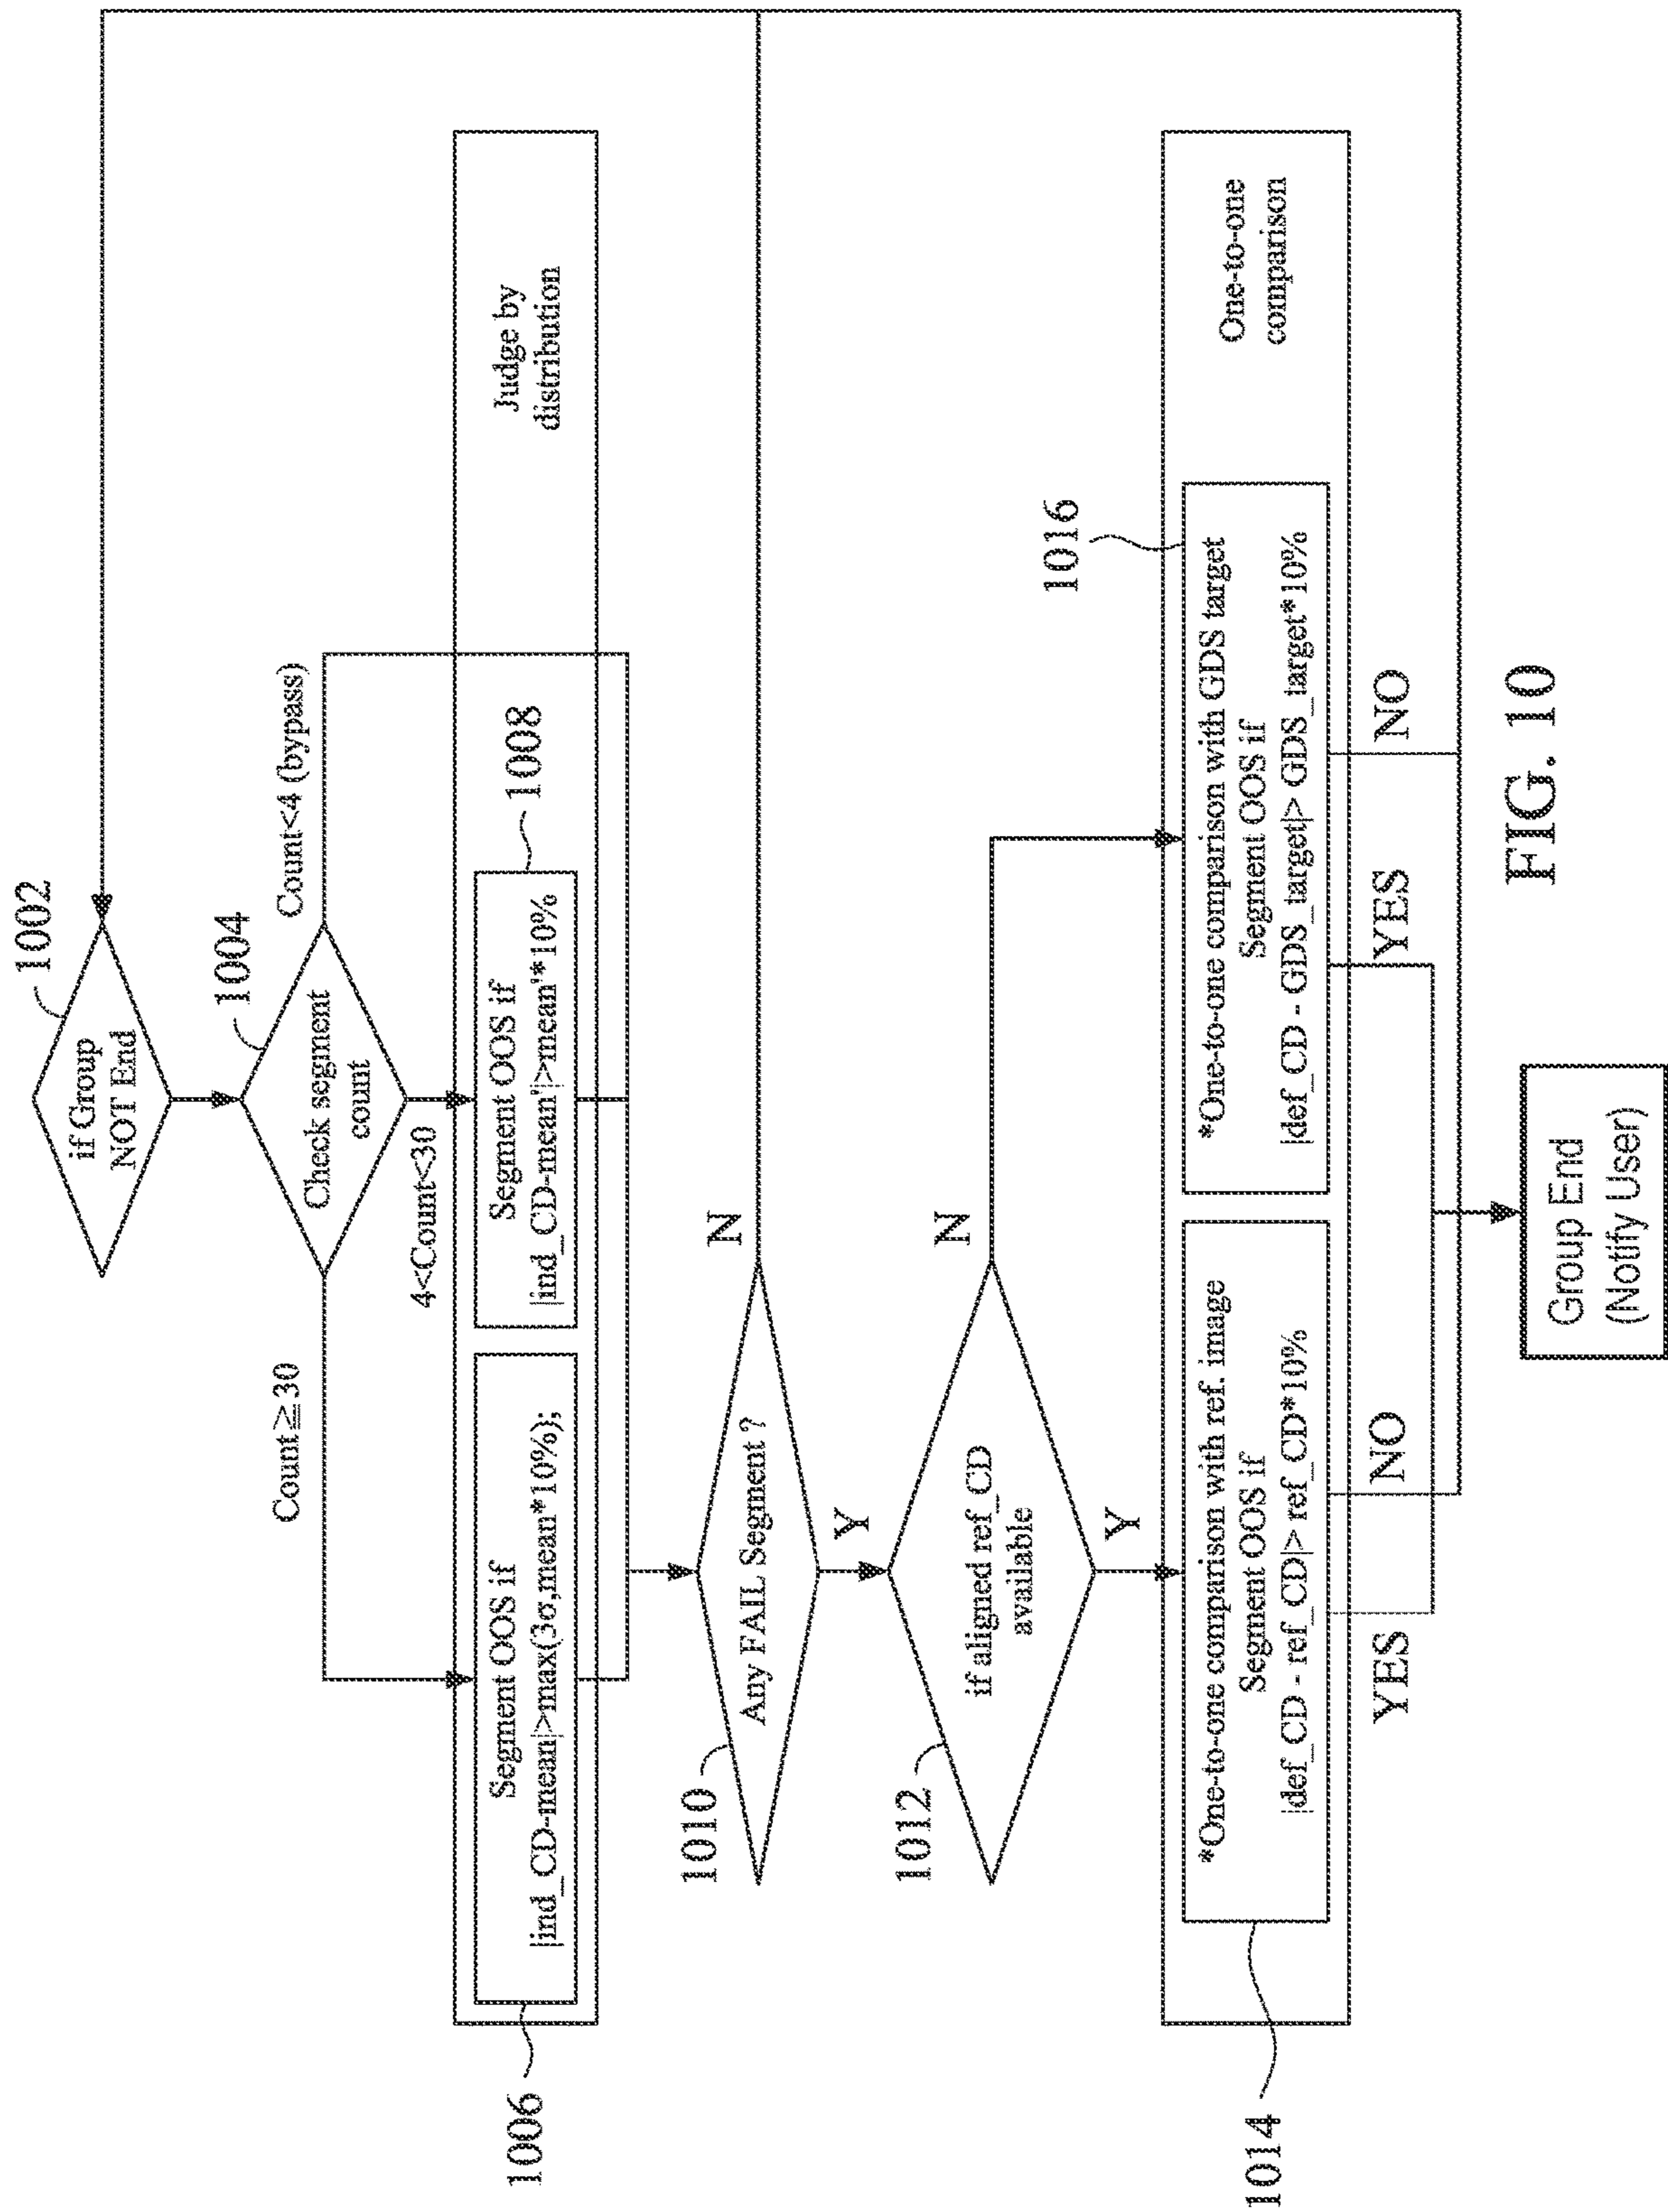 1002
if Group
NOT End
1004
Check segment
count
Count≧30
4<Count<30
Count<4 (bypass)
1006
Segment OOS if
|ind_CD-mean|>max(3σ,mean*10%);
1008
Segment OOS if
|ind_CD-mean'|>mean'*10%
Judge by
distribution
1010
Any FAIL Segment ?
N
Y
1012
if aligned ref_CD
available
N
Y
1014
*One-to-one comparison with ref. image
Segment OOS if
|def_CD - ref_CD|> ref_CD*10%
1016
*One-to-one comparison with GDS target
Segment OOS if
|def_CD - GDS_target|> GDS_target*10%
One-to-one
comparison
YES
NO
YES
NO
Group End
(Notify User)
FIG. 10